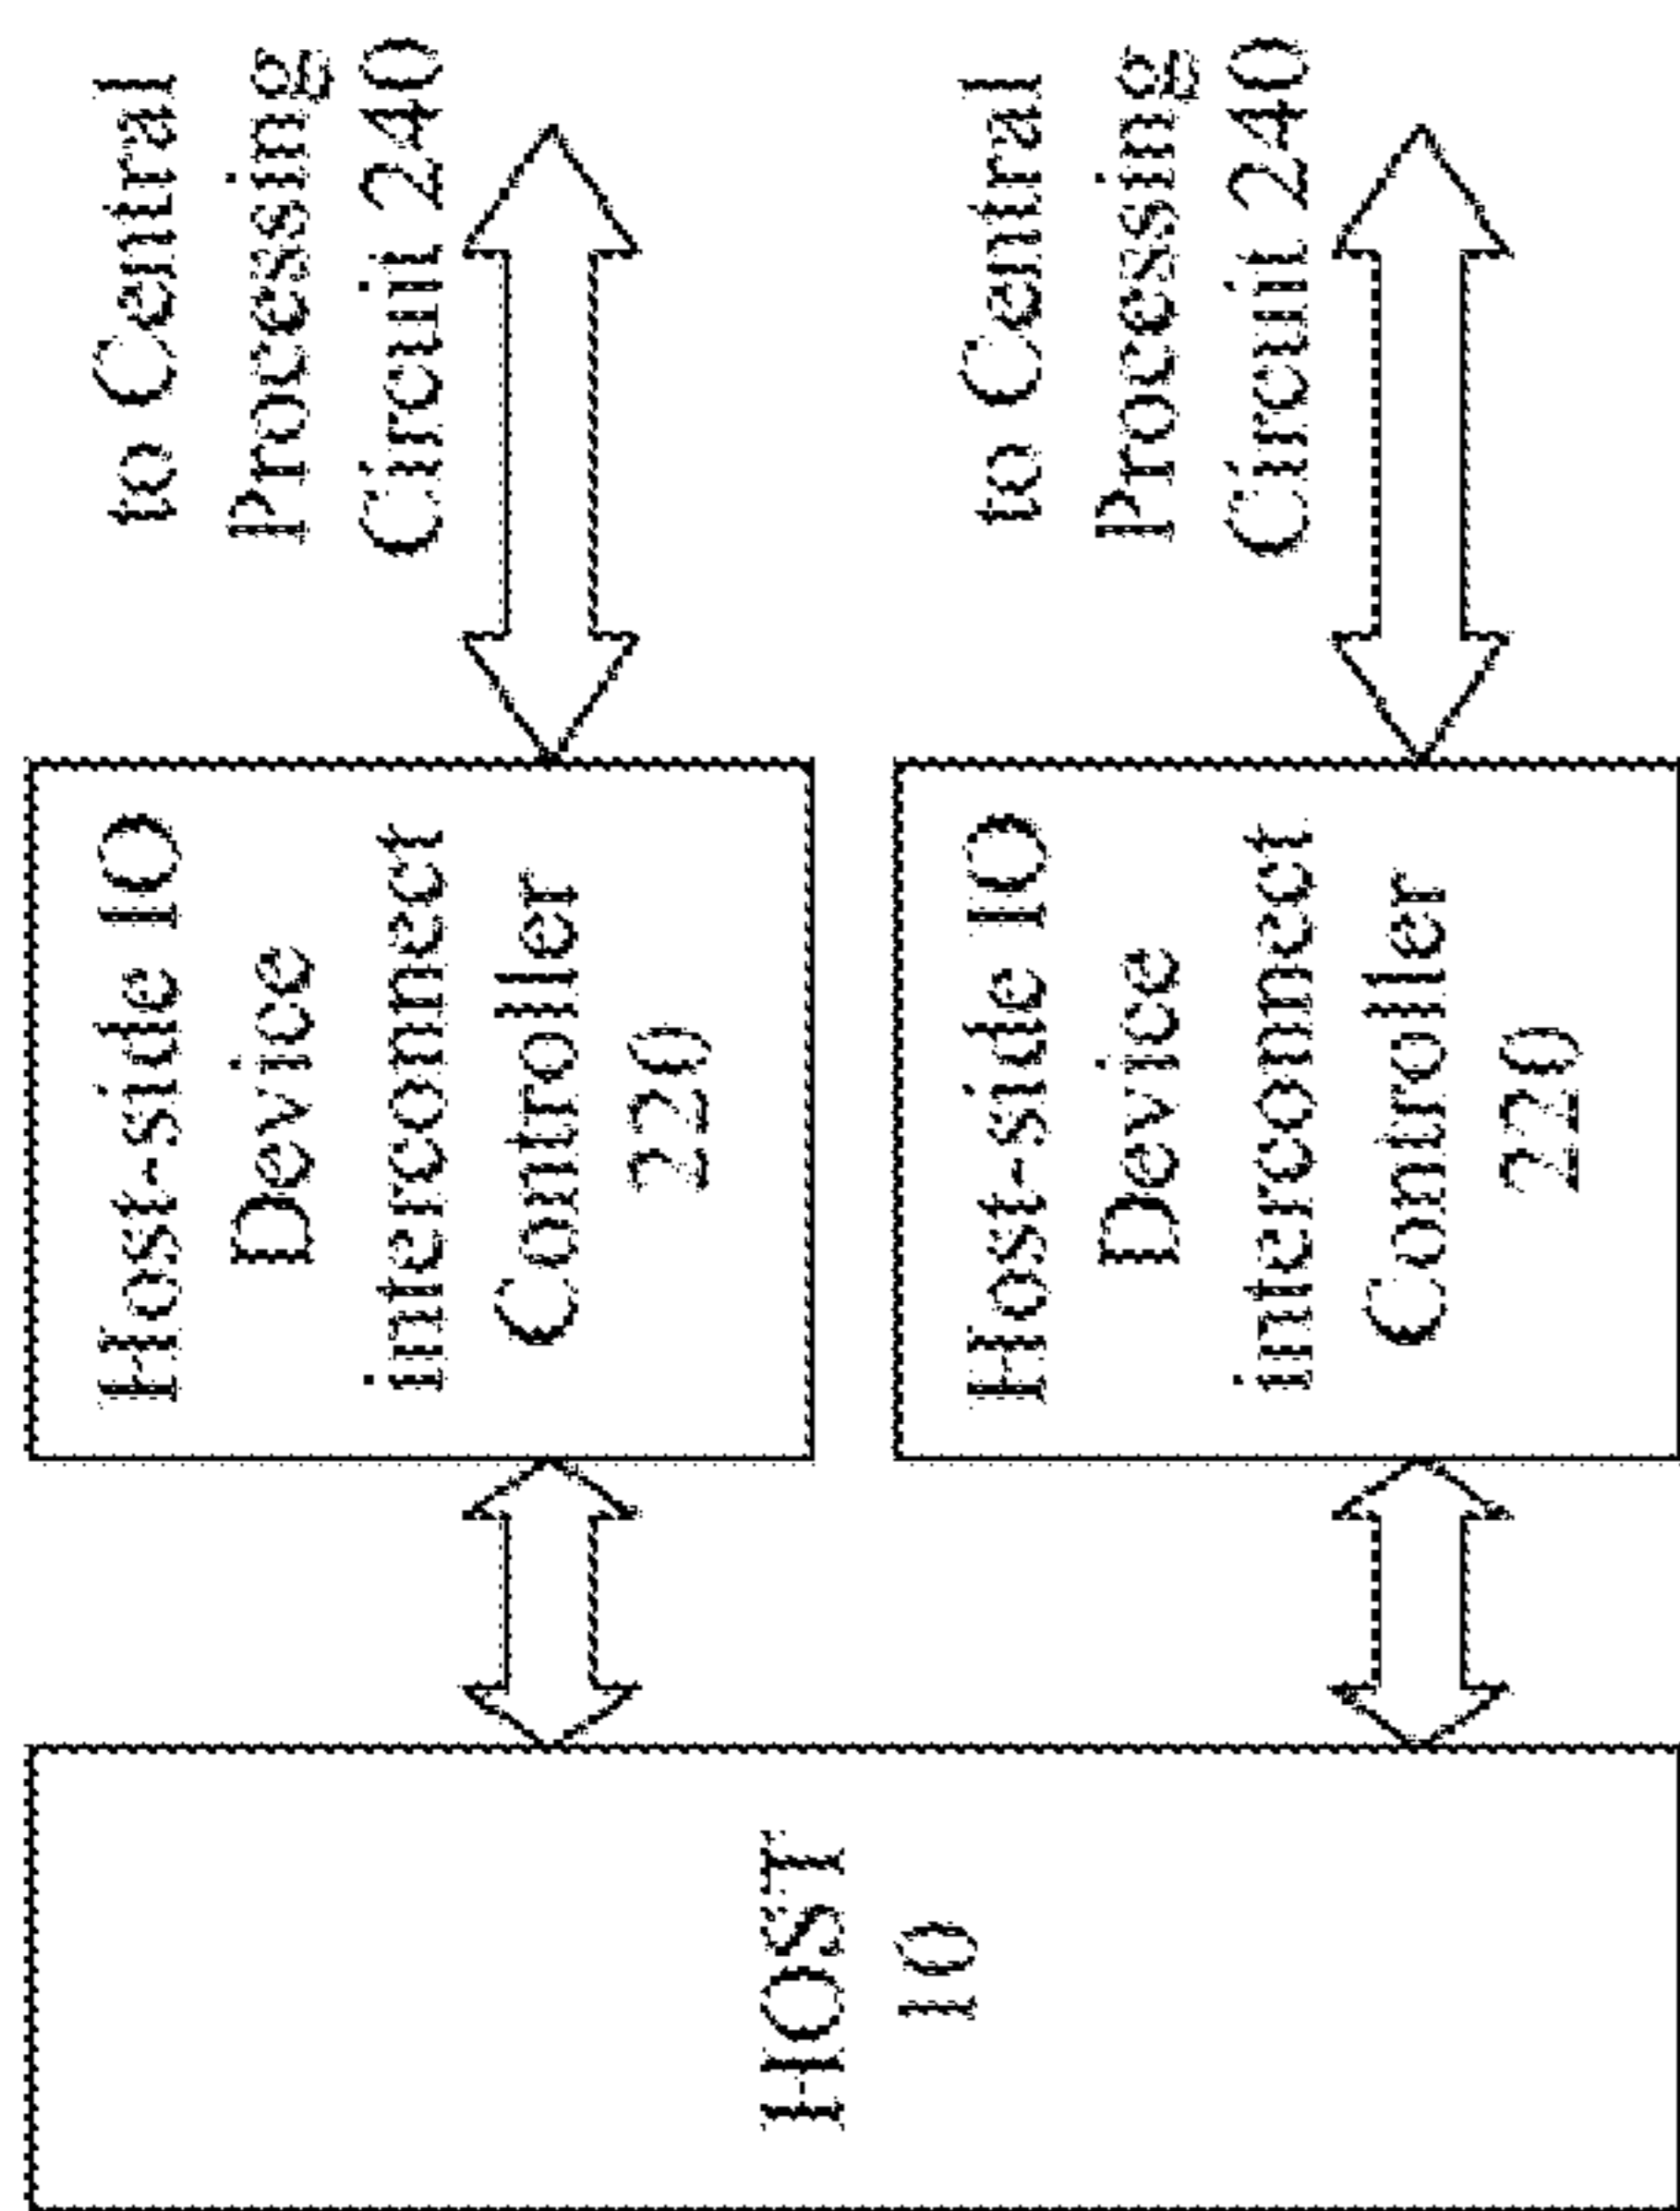 HOST
10
Host-side IO
Device
interconnect
Controller
220
to Central
Processing
Circuit 240
Host-side IO
Device
interconnect
Controller
220
to Central
Processing
Circuit 240